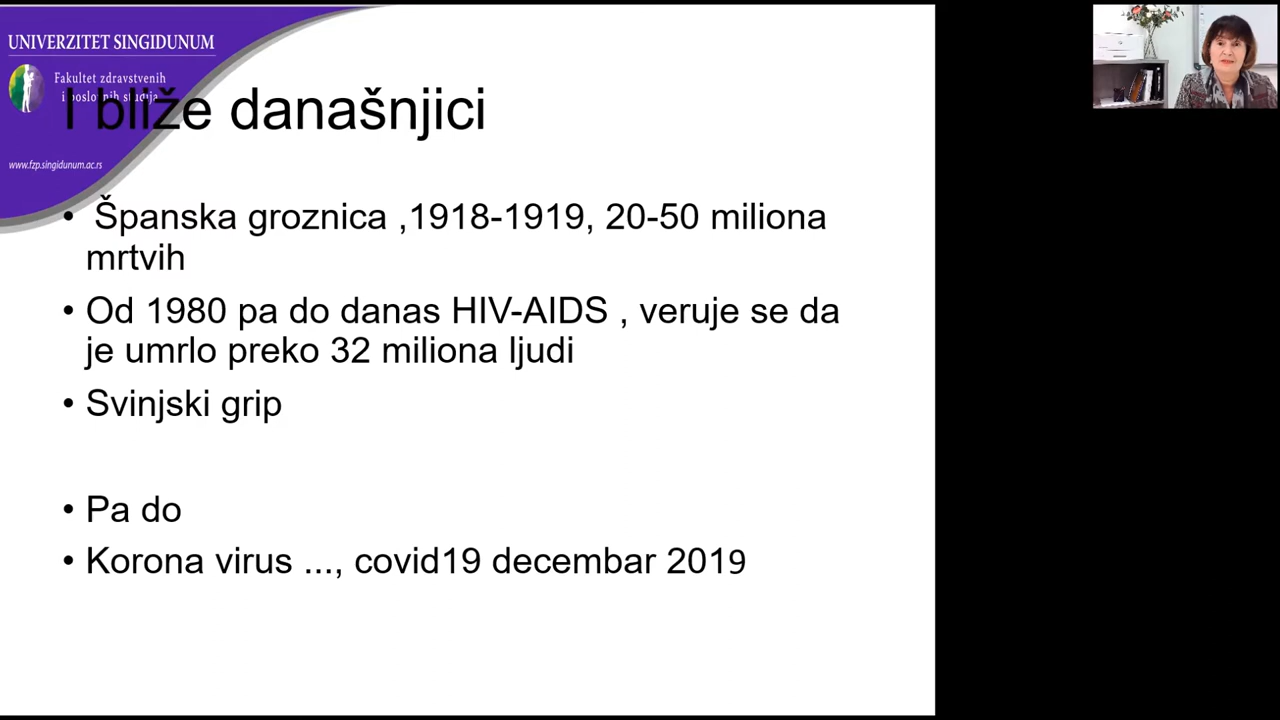 UNIVERZITET SINGIDUNUM
Fakultet zdravstvenih
i poslovnih studija
www.fzp.singidunum.ac.rs
I bliže današnjici
• Španska groznica ,1918-1919, 20-50 miliona
mrtvih
• Od 1980 pa do danas HIV-AIDS , veruje se da
je umrlo preko 32 miliona ljudi
• Svinjski grip
• Pa do
• Korona virus ..., covid19 decembar 2019